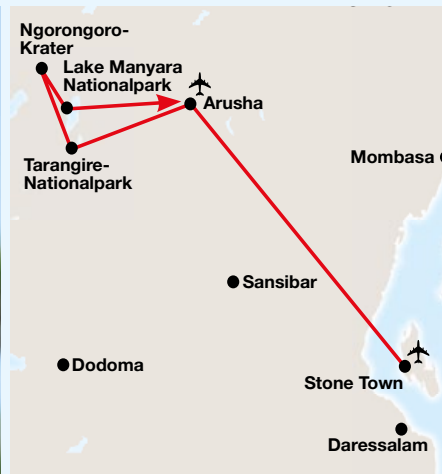 Ngorongoro-
Krater
Lake Manyara
Nationalpark
Arusha
Tarangire-
Nationalpark
Mombasa
Sansibar
Dodoma
Stone Town
Daressalam